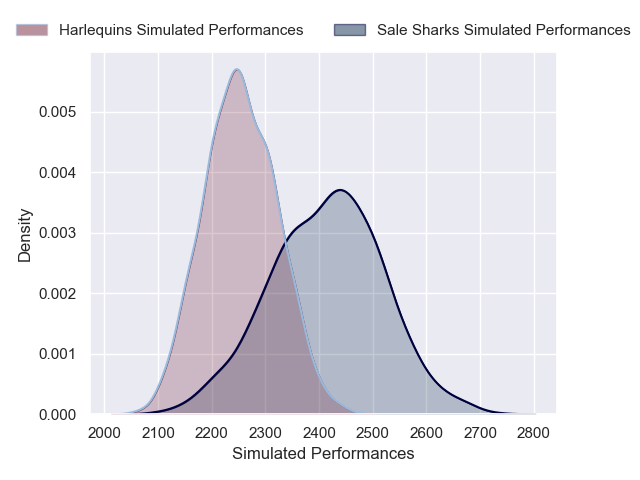 Harlequins Simulated Performances
Sale Sharks Simulated Performances
0.005
0.004
0.003
0.002
0.001
0.000
Density
2000 2100 2200 2300 2400 2500 2600 2700 2800
Simulated Performances